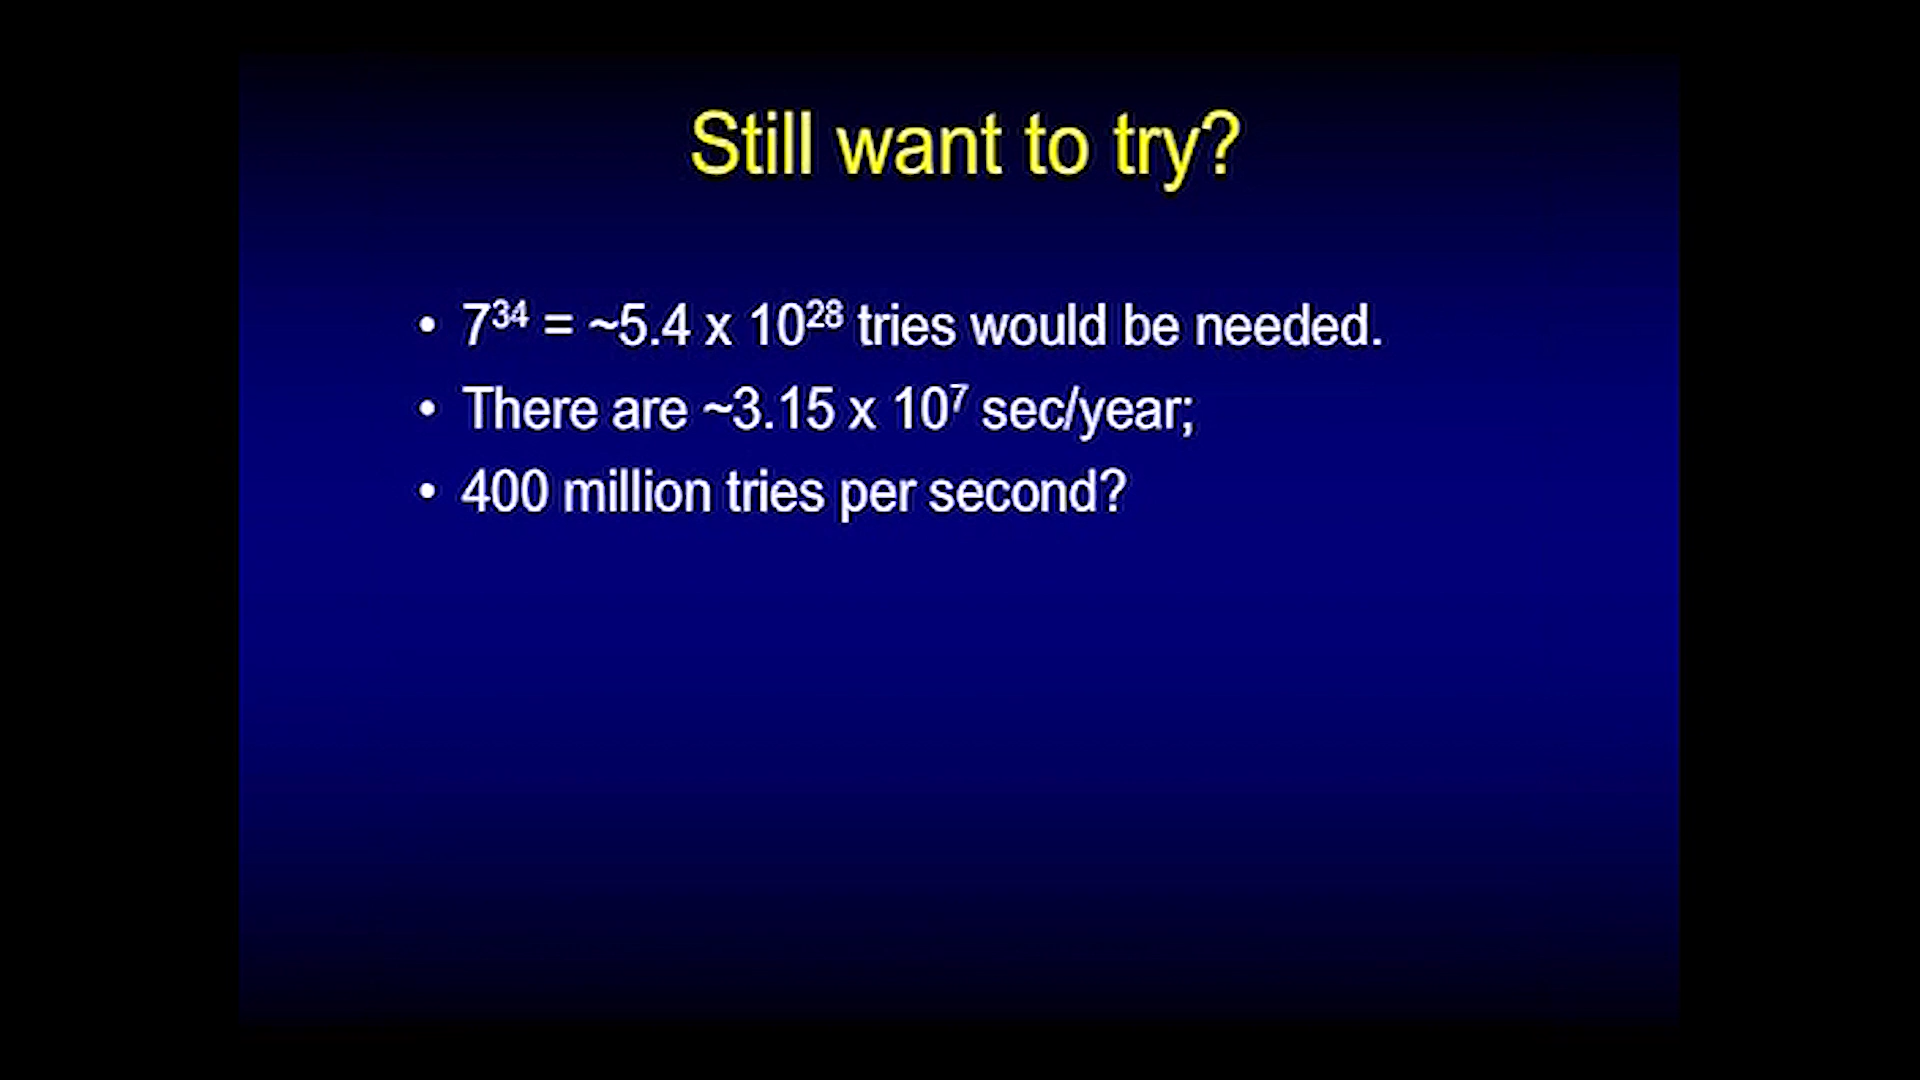 Still want to try?
• 7³⁴ = ~5.4 x 10²⁸ tries would be needed.
• There are ~3.15 x 10⁷ sec/year;
• 400 million tries per second?